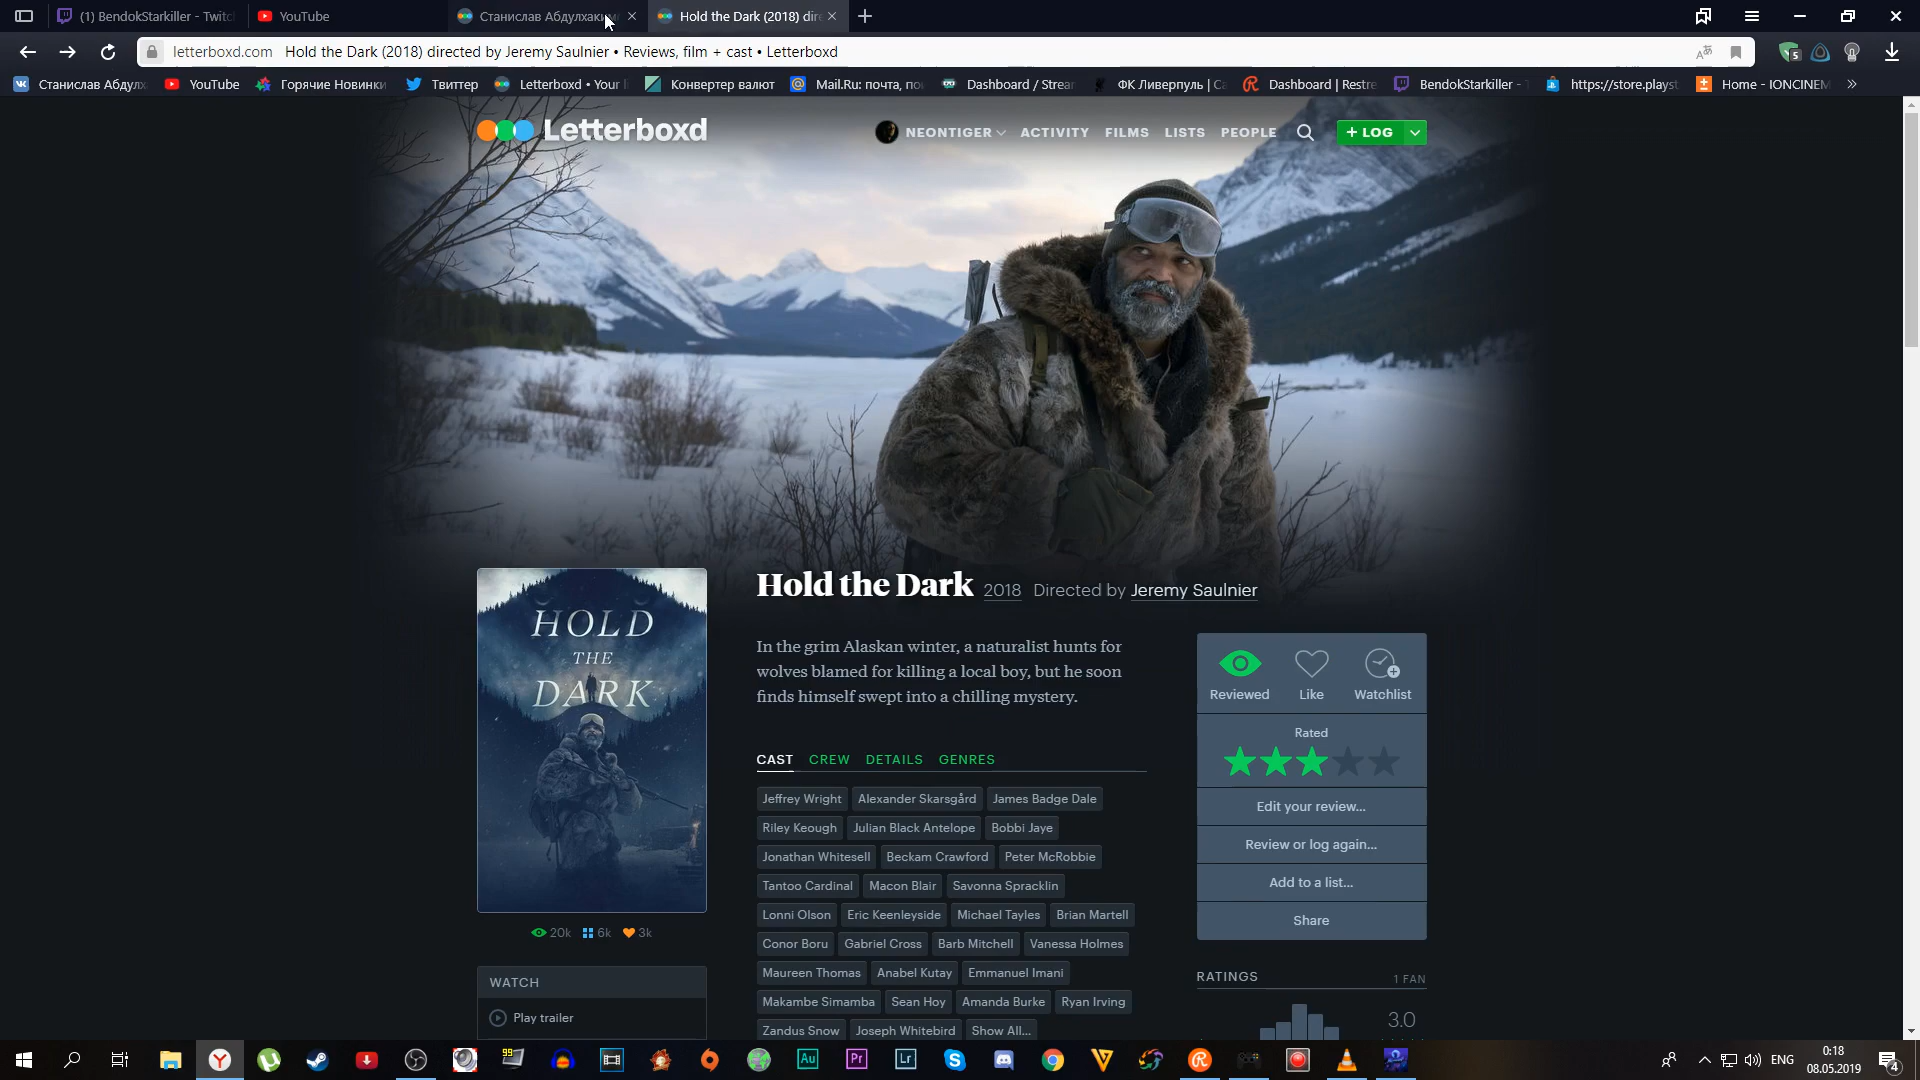 (1) BendokStarkiller - Twitc
YouTube
Станислав Абдулхаки
Hold the Dark (2018) dire
letterboxd.com Hold the Dark (2018) directed by Jeremy Saulnier • Reviews, film + cast • Letterboxd
5
Станислав Абдулх
YouTube
Горячие Новинки
Твиттер
Letterboxd • Your l
Конвертер валют
Mail.Ru: почта, по
Dashboard / Strea
ФК Ливерпуль | Са
Dashboard | Restre
BendokStarkiller - T
https://store.playst
Home - IONCINEM
Letterboxd
NEONTIGER
ACTIVITY
FILMS
LISTS
PEOPLE
+ LOG
HOLD
THE
DARK
Hold the Dark 2018 Directed by Jeremy Saulnier
In the grim Alaskan winter, a naturalist hunts for
wolves blamed for killing a local boy, but he soon
finds himself swept into a chilling mystery.
Reviewed
Like
Watchlist
Rated
Edit your review...
Review or log again...
Add to a list...
Share
CAST CREW DETAILS GENRES
Jeffrey Wright Alexander Skarsgård James Badge Dale
Riley Keough Julian Black Antelope Bobbi Jaye
Jonathan Whitesell Beckam Crawford Peter McRobbie
Tantoo Cardinal Macon Blair Savonna Spracklin
Lonni Olson Eric Keenleyside Michael Tayles Brian Martell
Conor Boru Gabriel Cross Barb Mitchell Vanessa Holmes
Maureen Thomas Anabel Kutay Emmanuel Imani
Makambe Simamba Sean Hoy Amanda Burke Ryan Irving
Zandus Snow Joseph Whitebird Show All...
20k 6k 3k
WATCH
Play trailer
RATINGS
1 FAN
3.0
99
Au
Pr
Lr
ENG
0:18
08.05.2019
4